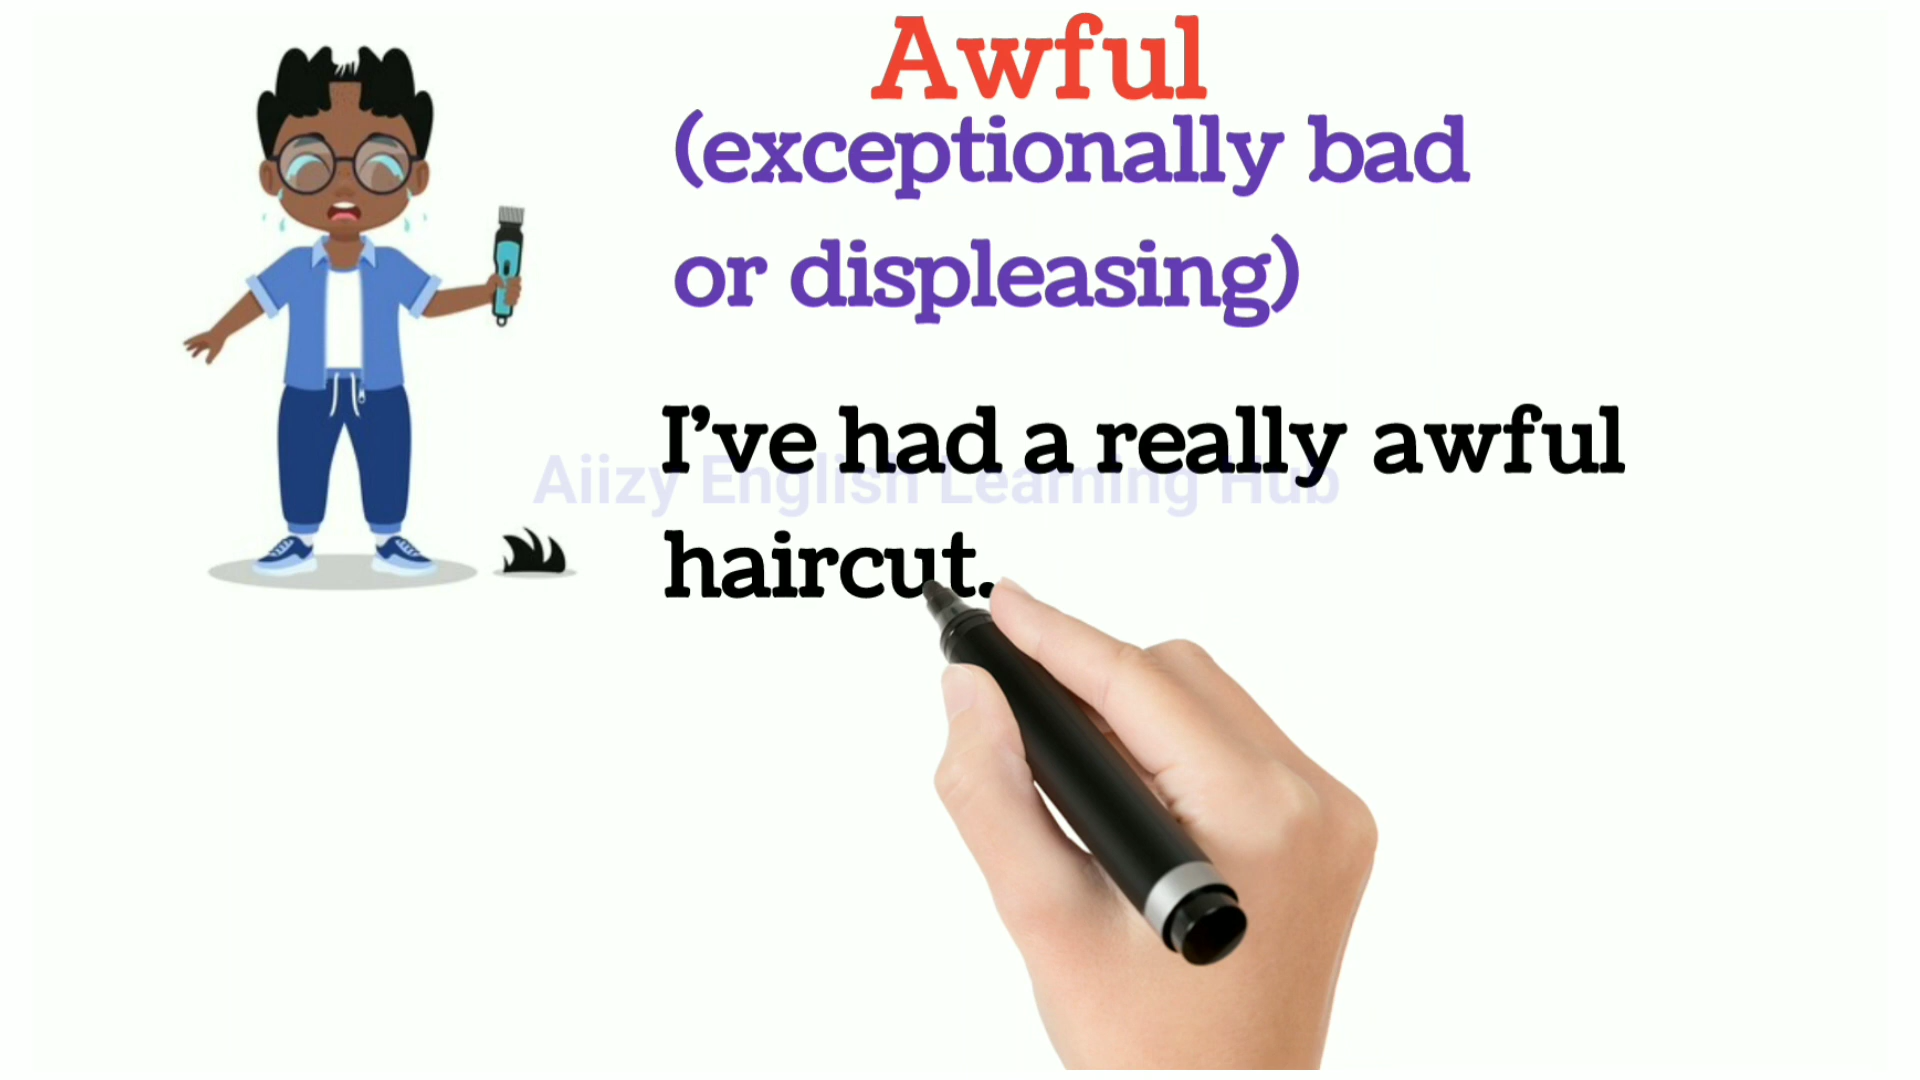 Awful
(exceptionally bad
or displeasing)
I've had a really awful
Aiizy English Learning Hub
haircut.